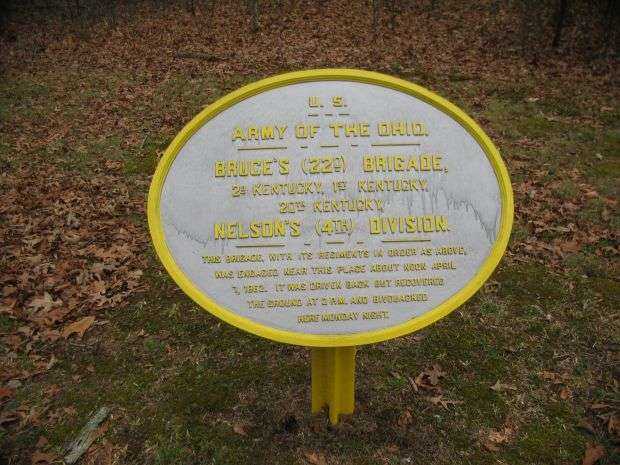 U. S.
ARMY OF THE OHIO.
BRUCE'S (22D) BRIGADE,
2D KENTUCKY, 1ST KENTUCKY,
20TH KENTUCKY,
NELSON'S (4TH) DIVISION.
THIS BRIGADE, WITH ITS REGIMENTS IN ORDER AS ABOVE,
WAS ENGAGED NEAR THIS PLACE ABOUT NOON APRIL
7, 1862. IT WAS DRIVEN BACK BUT RECOVERED
THE GROUND AT 2 P.M. AND BIVOUACKED
HERE MONDAY NIGHT.